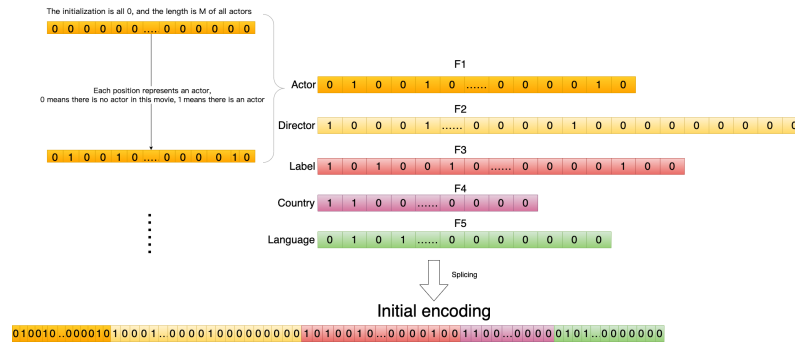 The initialization is all 0, and the length is M of all actors
0 0 0 0 0 0 .... 0 0 0 0 0 0
Each position represents an actor,
0 means there is no actor in this movie, 1 means there is an actor
0 1 0 0 1 0 .... 0 0 0 0 1 0
F1
Actor 0 1 0 0 1 0 ...... 0 0 0 0 1 0
F2
Director 1 0 0 0 1 ...... 0 0 0 0 1 0 0 0 0 0 0 0 0
F3
Label 1 0 1 0 0 1 0 ...... 0 0 0 0 1 0 0
F4
Country 1 1 0 0 ...... 0 0 0 0
F5
Language 0 1 0 1 ...... 0 0 0 0 0 0 0
Splicing
Initial encoding
0 1 0 0 1 0 .. 0 0 0 0 1 0 1 0 0 0 1 .. 0 0 0 0 1 0 0 0 0 0 0 0 0 0 1 0 1 0 0 1 0 ... 0 0 0 0 1 0 0 1 1 0 0 ... 0 0 0 0 0 1 0 1 ... 0 0 0 0 0 0 0